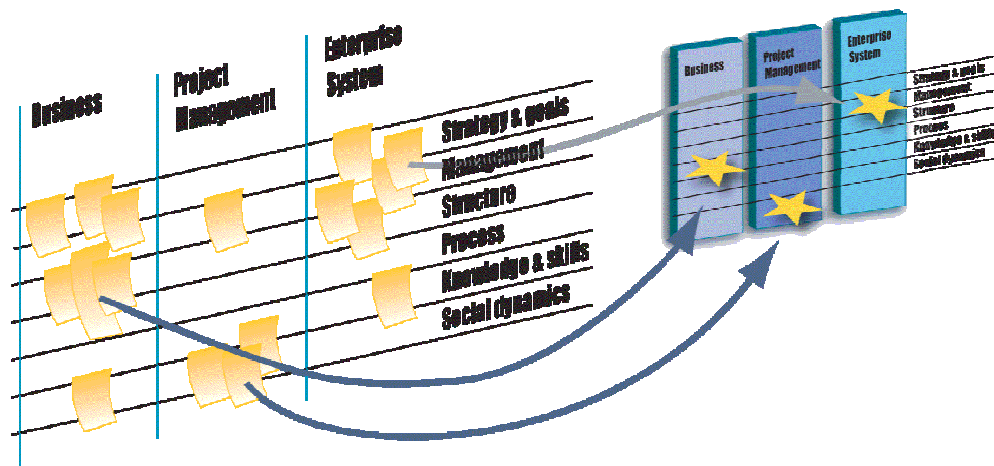 Business
Project
Management
Enterprise
System
Strategy & goals
Management
Structure
Process
Knowledge & skills
Social dynamics
Business
Project
Management
Enterprise
System
Strategy & goals
Management
Structure
Process
Knowledge & skills
Social dynamics